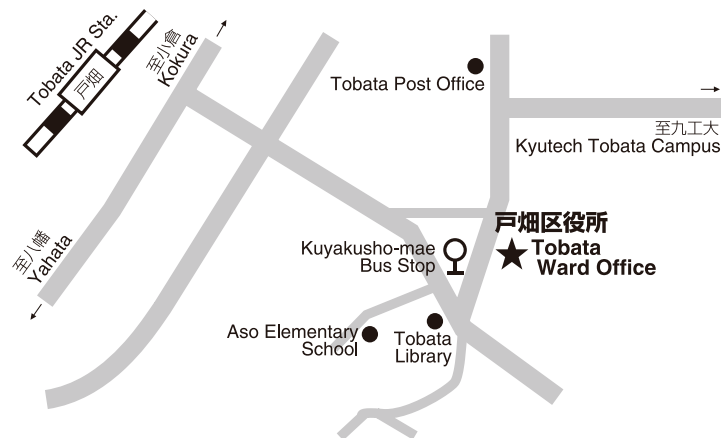 Tobata JR Sta.
戸畑
至小倉
Kokura
至八幡
Yahata
Tobata Post Office
至九工大
Kyutech Tobata Campus
戸畑区役所
Tobata
Ward Office
Kuyakusho-mae
Bus Stop
Aso Elementary
School
Tobata
Library